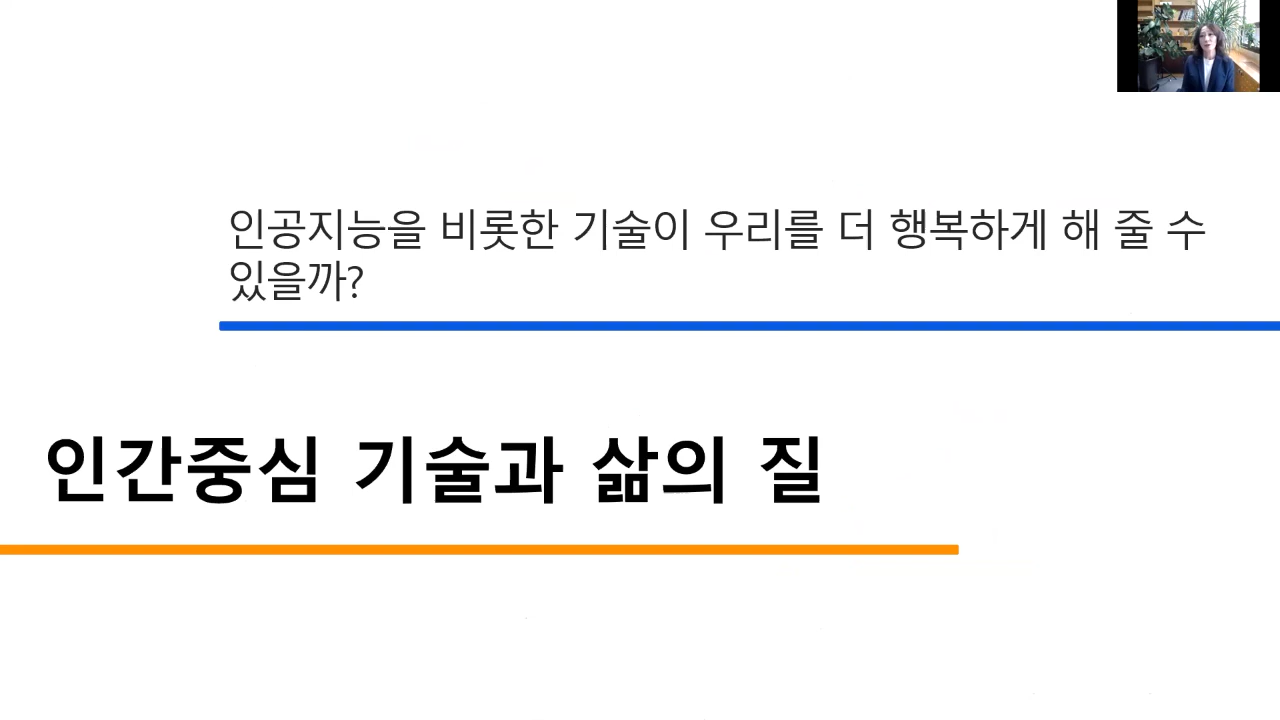 인공지능을 비롯한 기술이 우리를 더 행복하게 해 줄 수
있을까?
인간중심 기술과 삶의 질